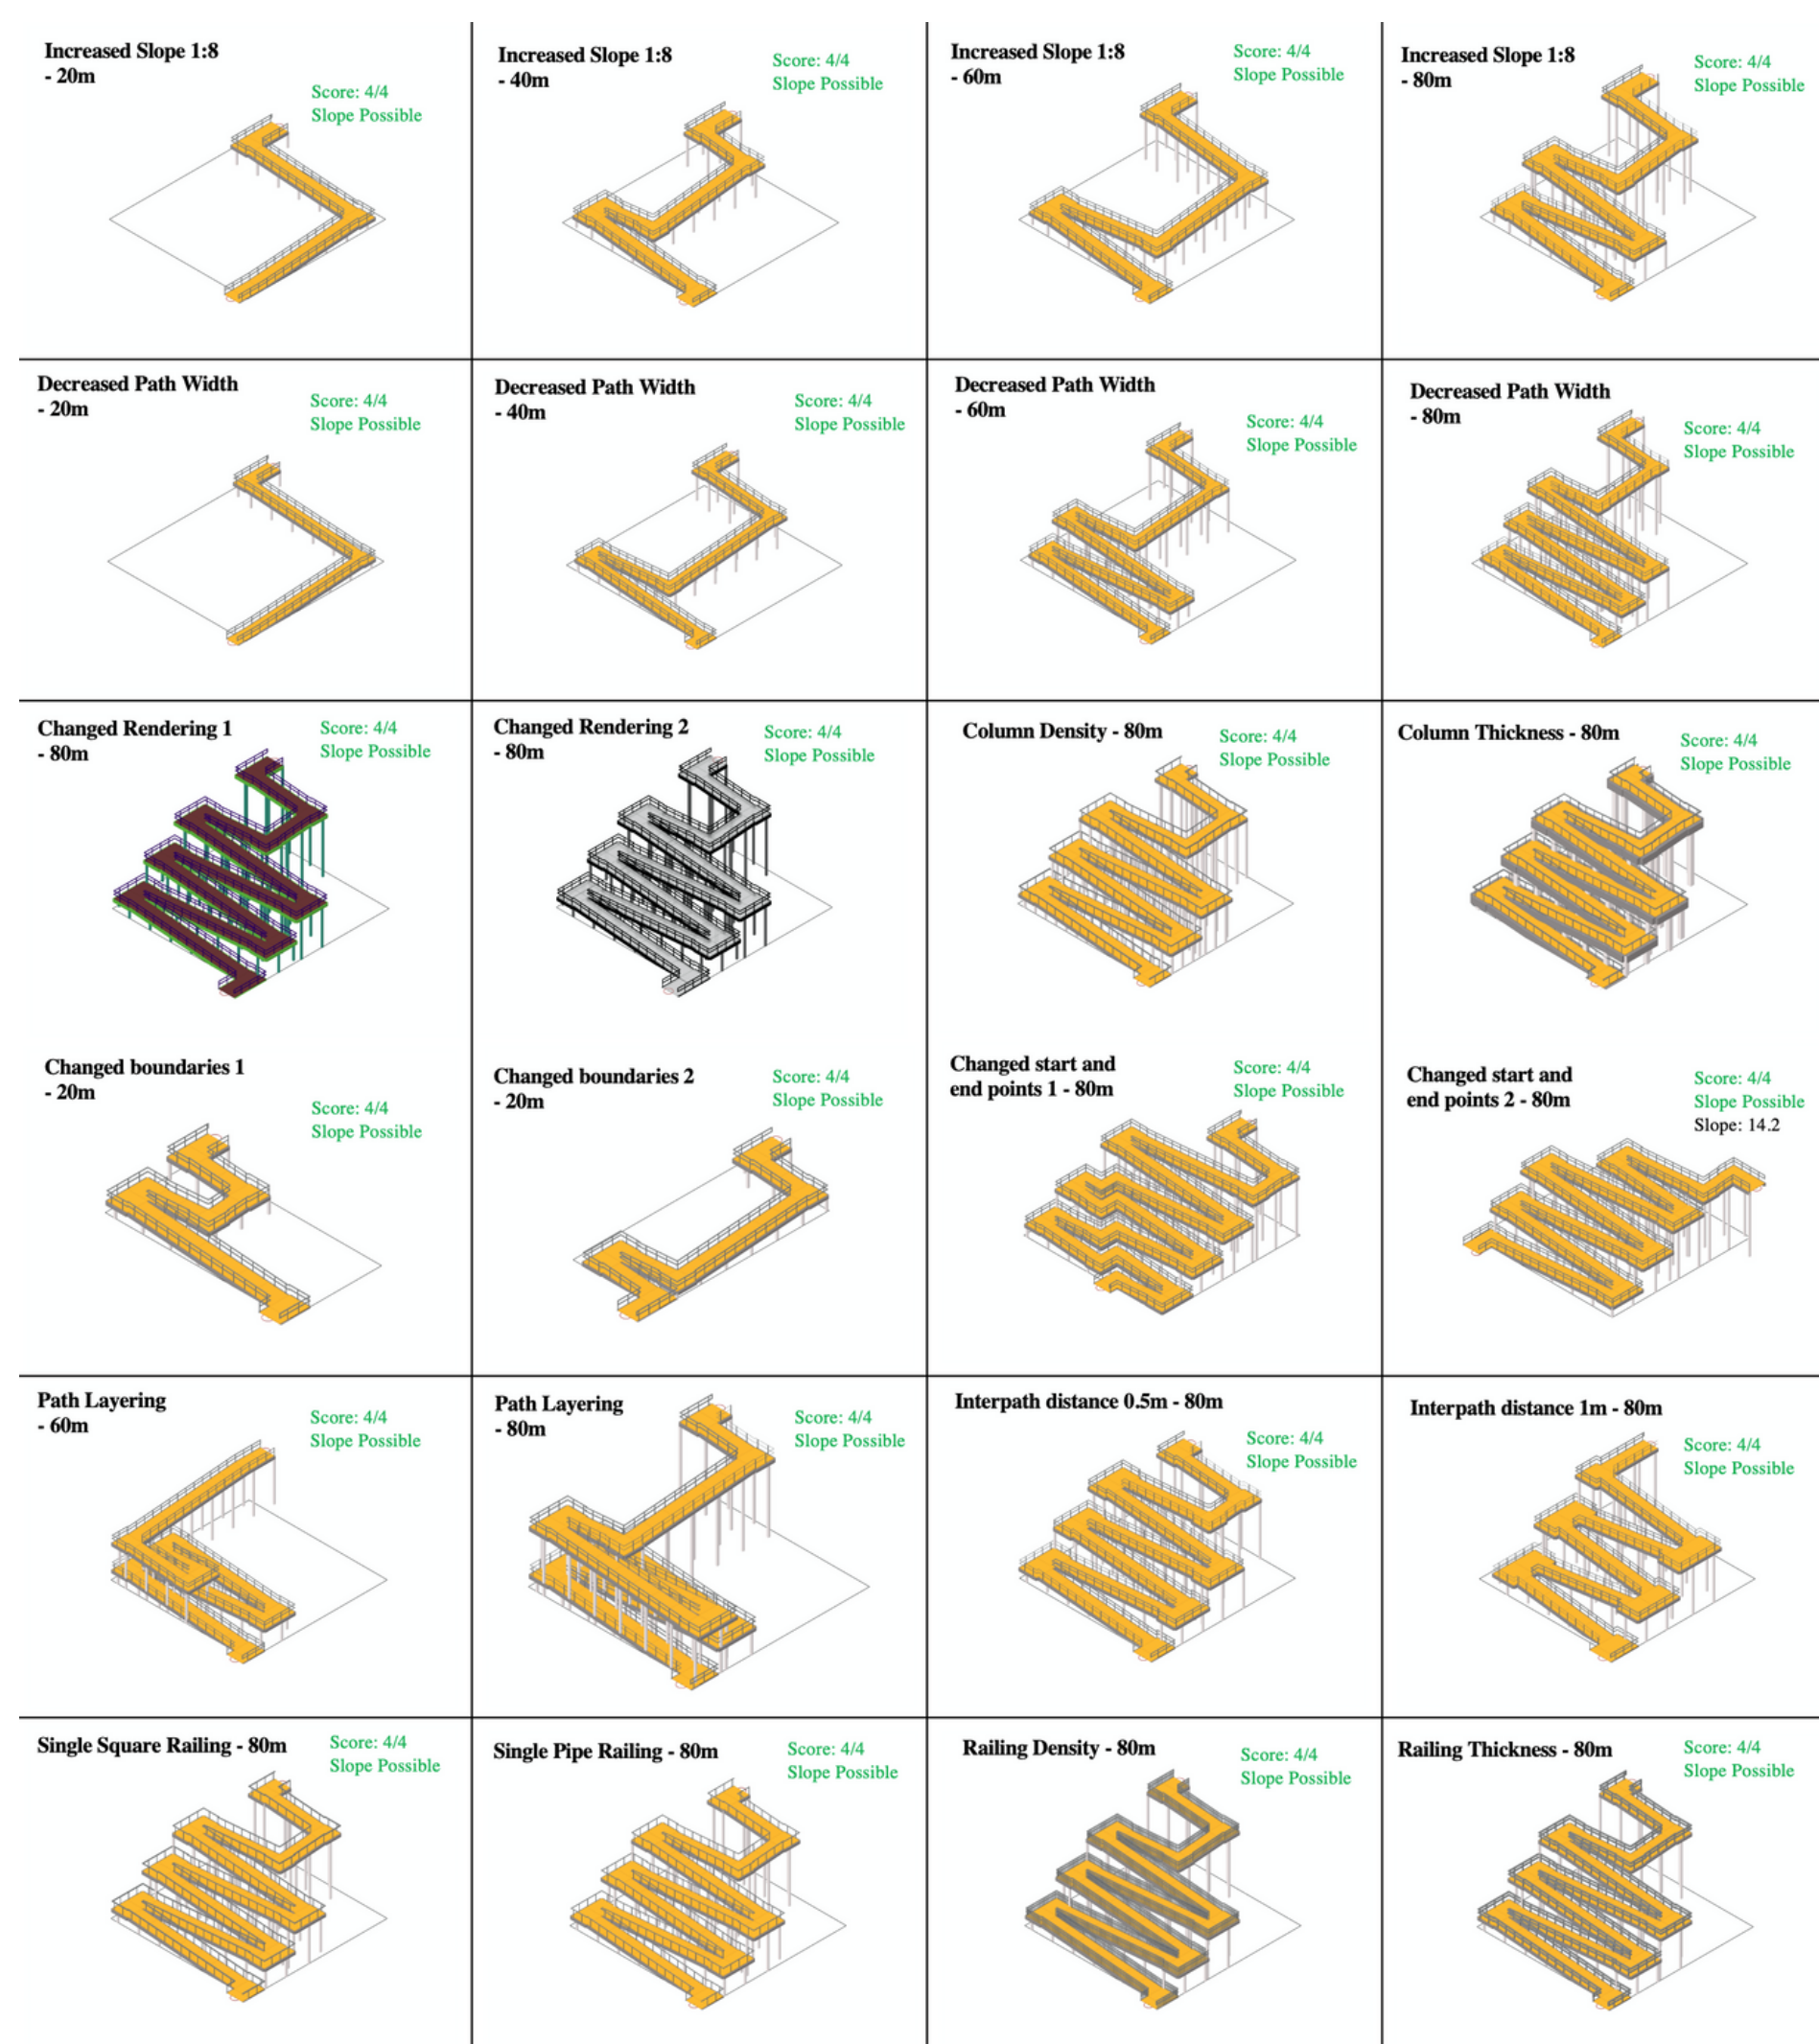 Increased Slope 1:8
- 20m
Score: 4/4
Slope Possible
Increased Slope 1:8
- 40m
Score: 4/4
Slope Possible
Increased Slope 1:8
- 60m
Score: 4/4
Slope Possible
Increased Slope 1:8
- 80m
Score: 4/4
Slope Possible
Decreased Path Width
- 20m
Score: 4/4
Slope Possible
Decreased Path Width
- 40m
Score: 4/4
Slope Possible
Decreased Path Width
- 60m
Score: 4/4
Slope Possible
Decreased Path Width
- 80m
Score: 4/4
Slope Possible
Changed Rendering 1
- 80m
Score: 4/4
Slope Possible
Changed Rendering 2
- 80m
Score: 4/4
Slope Possible
Column Density - 80m
Score: 4/4
Slope Possible
Column Thickness - 80m
Score: 4/4
Slope Possible
Changed boundaries 1
- 20m
Score: 4/4
Slope Possible
Changed boundaries 2
- 20m
Score: 4/4
Slope Possible
Changed start and
end points 1 - 80m
Score: 4/4
Slope Possible
Changed start and
end points 2 - 80m
Score: 4/4
Slope Possible
Slope: 14.2
Path Layering
- 60m
Score: 4/4
Slope Possible
Path Layering
- 80m
Score: 4/4
Slope Possible
Interpath distance 0.5m - 80m
Score: 4/4
Slope Possible
Interpath distance 1m - 80m
Score: 4/4
Slope Possible
Single Square Railing - 80m
Score: 4/4
Slope Possible
Single Pipe Railing - 80m
Score: 4/4
Slope Possible
Railing Density - 80m
Score: 4/4
Slope Possible
Railing Thickness - 80m
Score: 4/4
Slope Possible